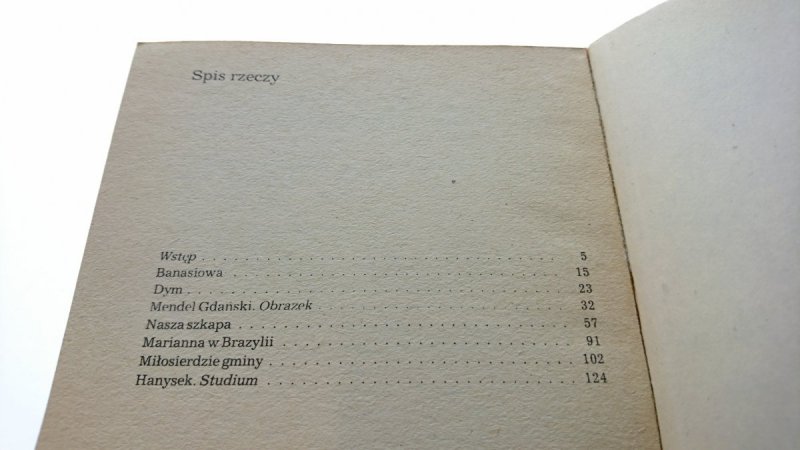 Spis rzeczy
Wstęp . . . . . . . . . . . . . . . . . . . . . . . . . . . . . . 5
Banasiowa . . . . . . . . . . . . . . . . . . . . . . . . . . . 15
Dym . . . . . . . . . . . . . . . . . . . . . . . . . . . . . . . 23
Mendel Gdański. Obrazek . . . . . . . . . . . . . . . . . . . . 32
Nasza szkapa . . . . . . . . . . . . . . . . . . . . . . . . . . 57
Marianna w Brazylii . . . . . . . . . . . . . . . . . . . . . . 91
Miłosierdzie gminy . . . . . . . . . . . . . . . . . . . . . . . 102
Hanysek. Studium . . . . . . . . . . . . . . . . . . . . . . . 124